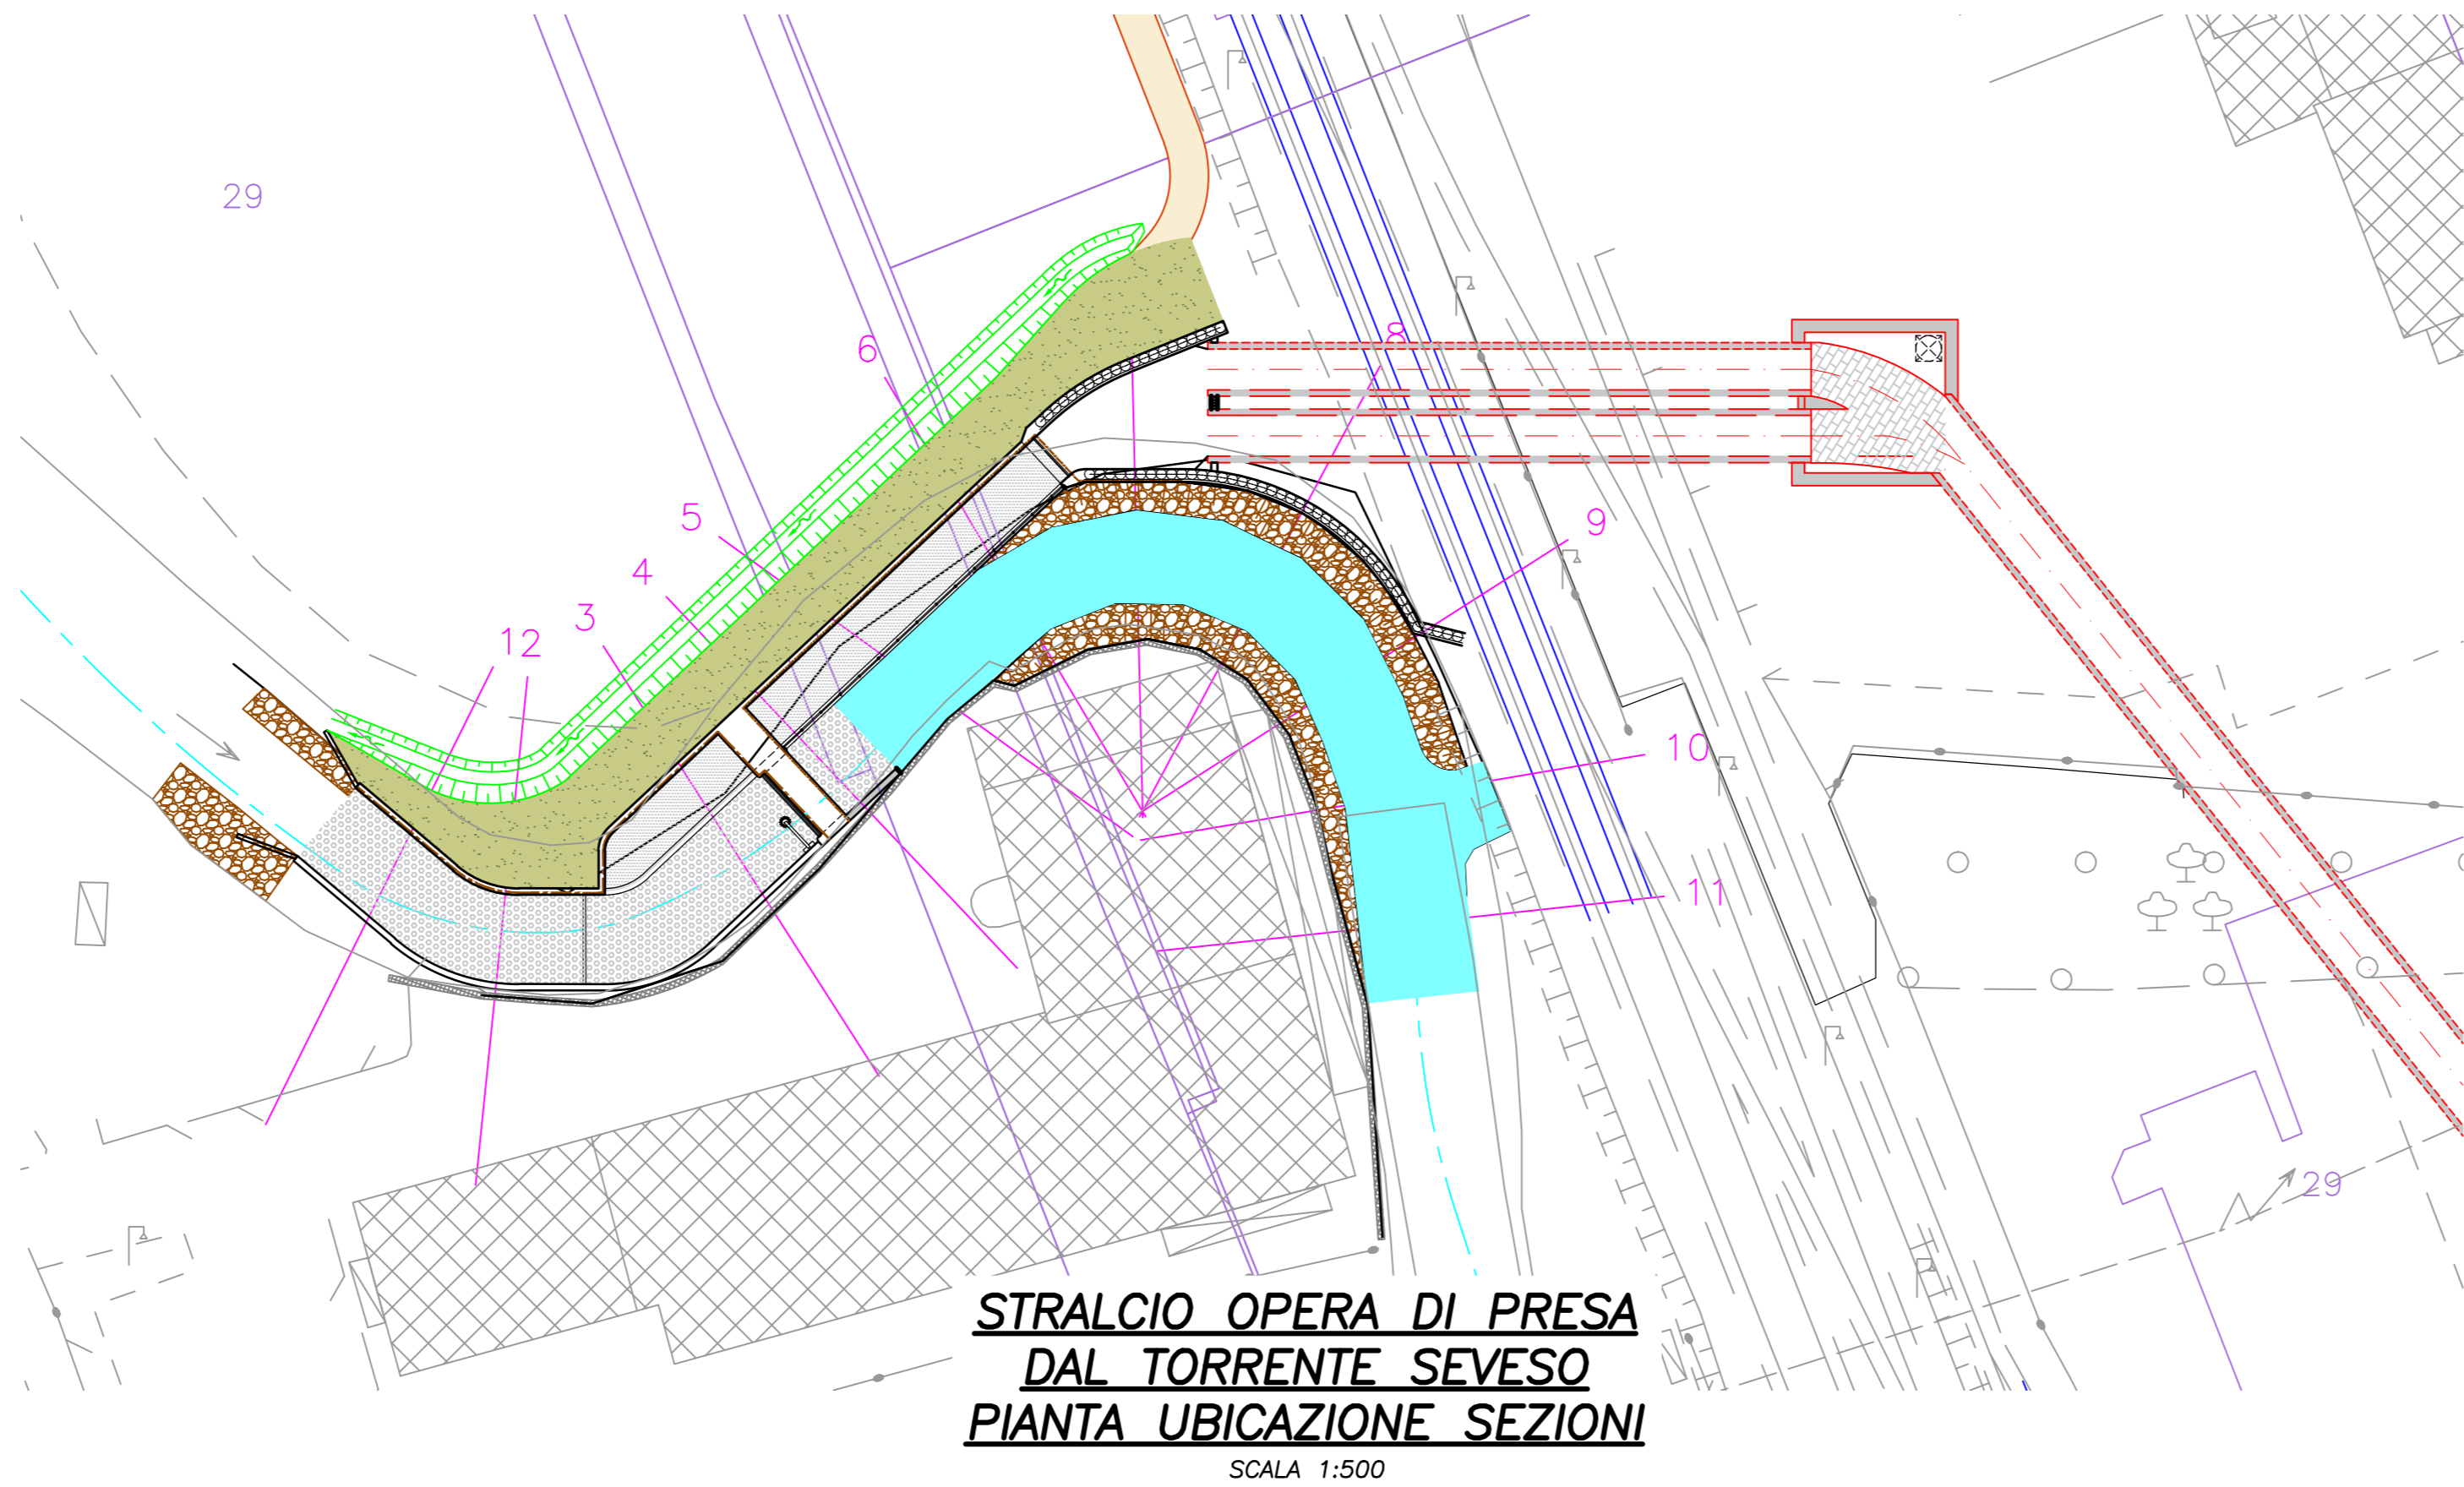 29
8
6
5
9
4
3
12
10
11
29
STRALCIO OPERA DI PRESA
DAL TORRENTE SEVESO
PIANTA UBICAZIONE SEZIONI
SCALA 1:500